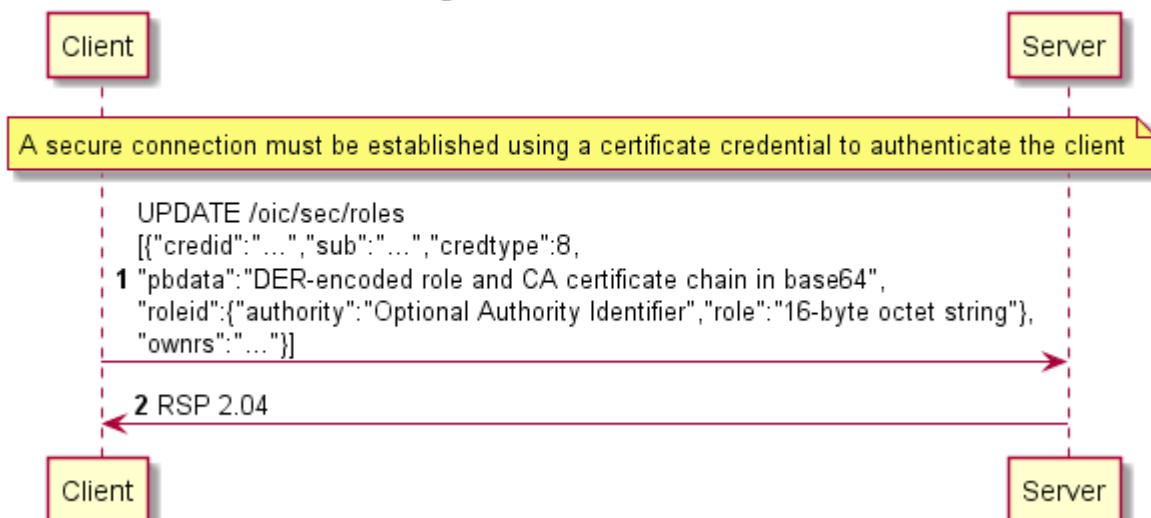 Client Server
A secure connection must be established using a certificate credential to authenticate the client
UPDATE /oic/sec/roles
[{"credid":"...","sub":"...","credtype":8,
1 "pbdata":"DER-encoded role and CA certificate chain in base64",
"roleid":{"authority":"Optional Authority Identifier","role":"16-byte octet string"},
"ownrs":"..."}]
2 RSP 2.04
Client Server